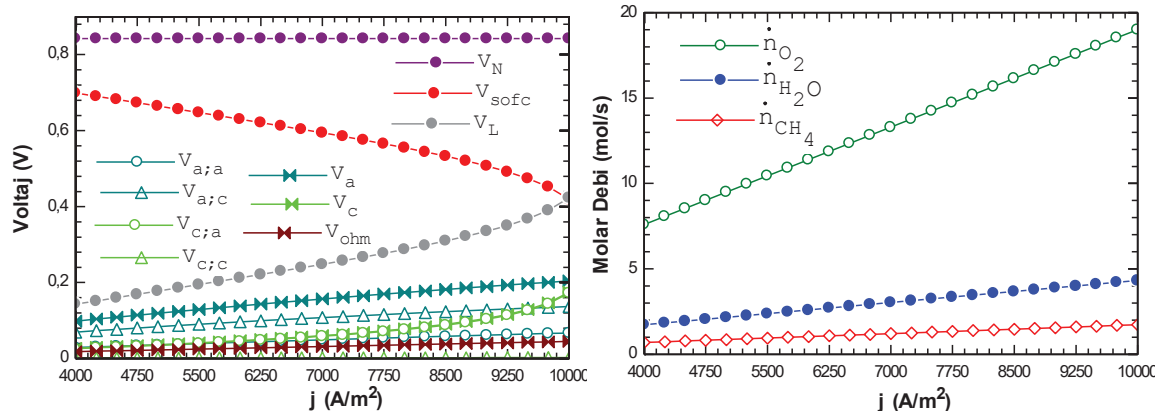 0,8
0,6
0,4
0,2
0
Voltaj (V)
V_N
V_sofc
V_L
V_a;a
V_a;c
V_c;a
V_c;c
V_a
V_c
V_ohm
4000 4750 5500 6250 7000 7750 8500 9250 10000
j (A/m²)
20
15
10
5
0
Molar Debi (mol/s)
ṅ_O₂
ṅ_H₂O
ṅ_CH₄
4000 4750 5500 6250 7000 7750 8500 9250 10000
j (A/m²)